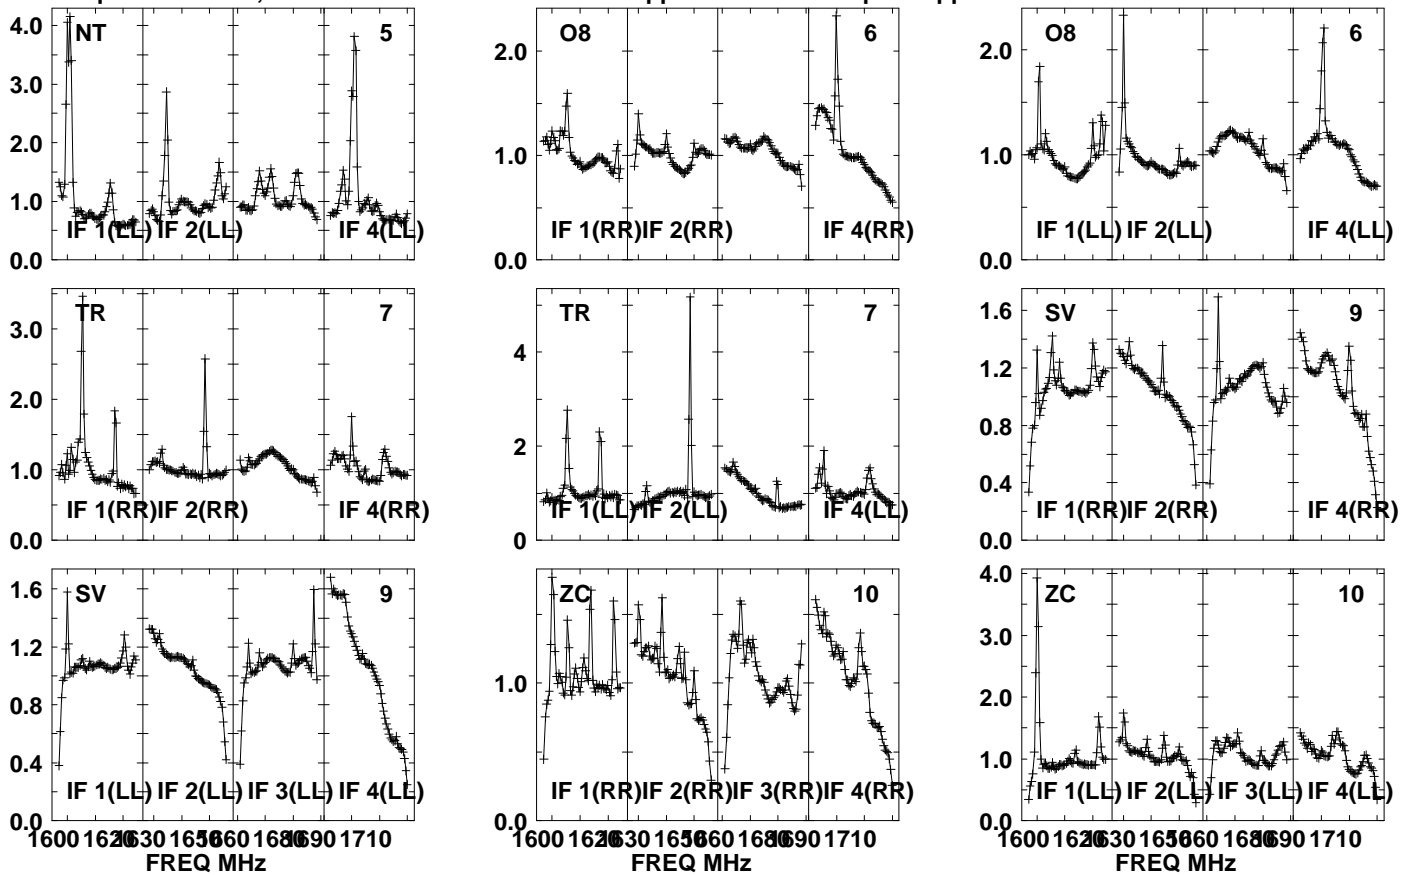 NT 5
4.0
3.0
2.0
1.0
0.0
IF 1(LL) IF 2(LL) IF 4(LL)
O8 6
2.0
1.0
0.0
IF 1(RR) IF 2(RR) IF 4(RR)
O8 6
2.0
1.0
0.0
IF 1(LL) IF 2(LL) IF 4(LL)
TR 7
3.0
2.0
1.0
0.0
IF 1(RR) IF 2(RR) IF 4(RR)
TR 7
4
2
0
IF 1(LL) IF 2(LL) IF 4(LL)
SV 9
1.6
1.2
0.8
0.4
0.0
IF 1(RR) IF 2(RR) IF 4(RR)
SV 9
1.6
1.2
0.8
0.4
0.0
IF 1(LL) IF 2(LL) IF 3(LL) IF 4(LL)
1600 1620 1630 1650 1660 1680 1690 1710
FREQ MHz
ZC 10
1.0
0.0
IF 1(RR) IF 2(RR) IF 3(RR) IF 4(RR)
1600 1620 1630 1650 1660 1680 1690 1710
FREQ MHz
ZC 10
4.0
3.0
2.0
1.0
0.0
IF 1(LL) IF 2(LL) IF 3(LL) IF 4(LL)
1600 1620 1630 1650 1660 1680 1690 1710
FREQ MHz